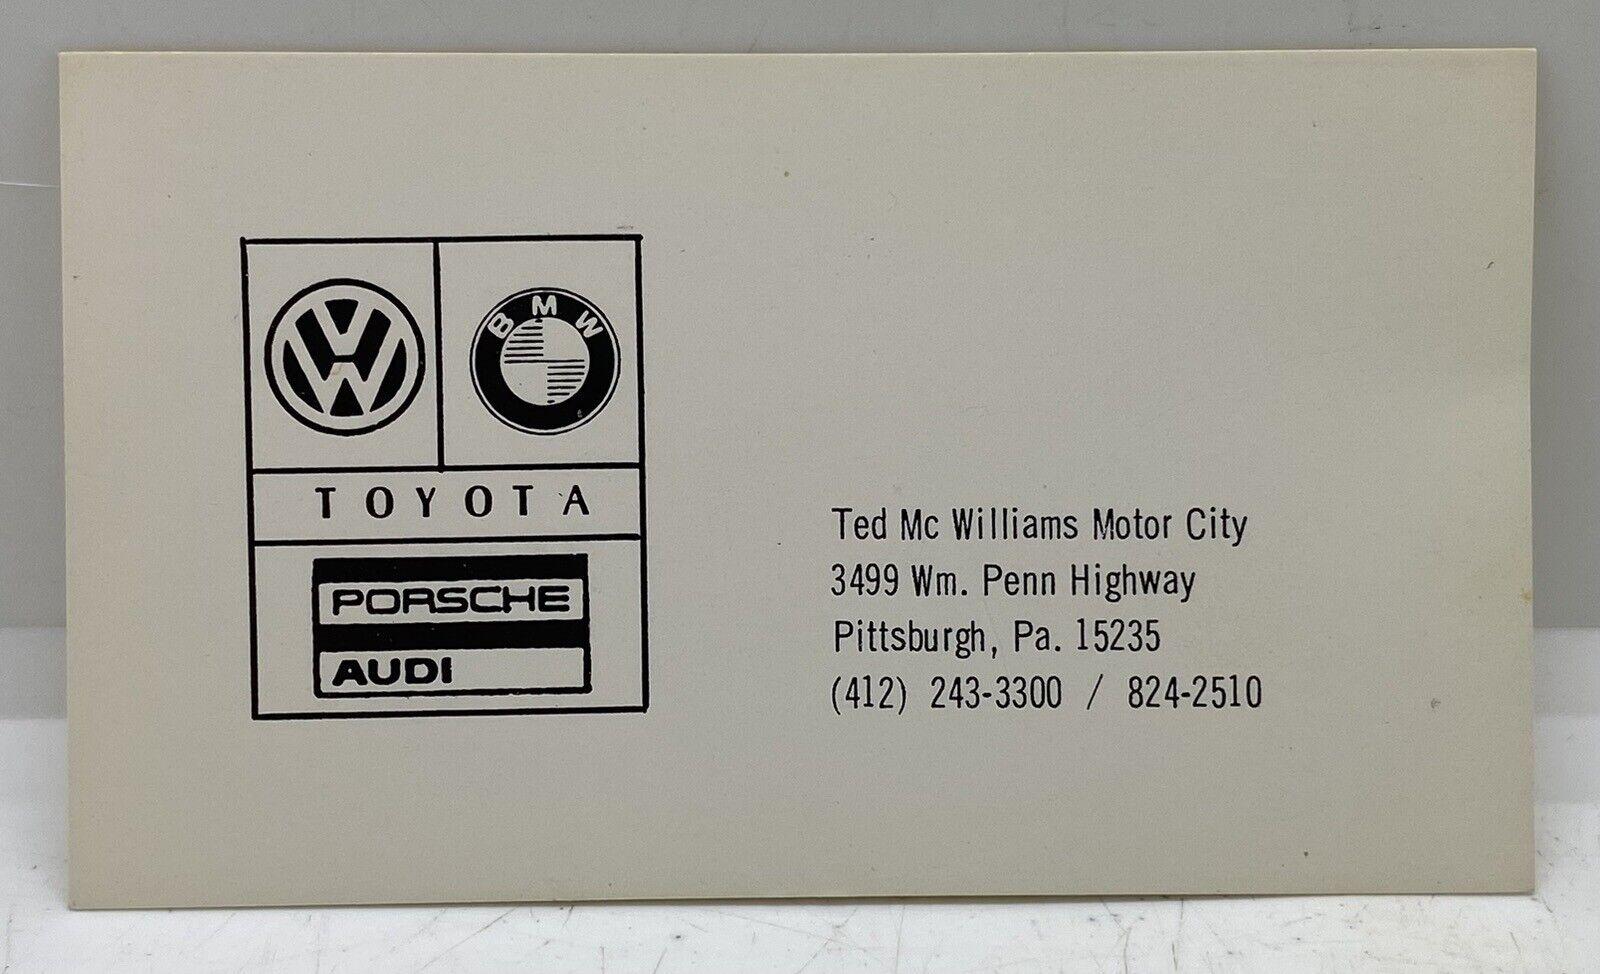 VW
BMW
TOYOTA
PORSCHE
AUDI
Ted Mc Williams Motor City
3499 Wm. Penn Highway
Pittsburgh, Pa. 15235
(412) 243-3300 / 824-2510